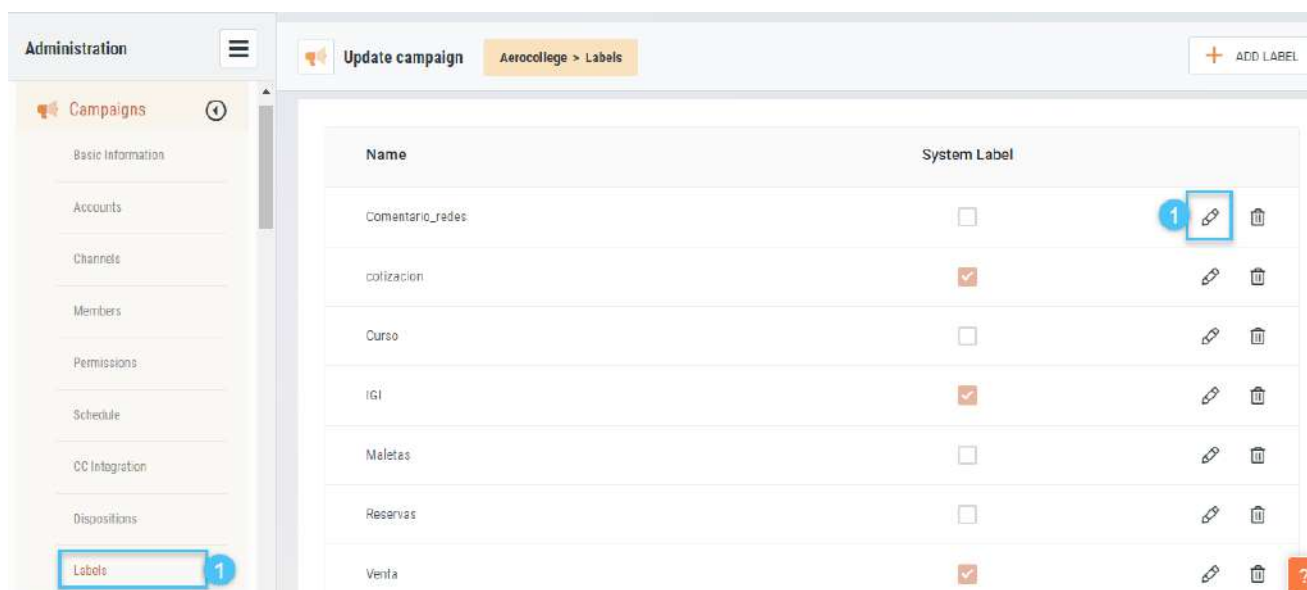 Administration
Update campaign
Aerocollege > Labels
+ ADD LABEL
Campaigns
Basic Information
Accounts
Channels
Members
Permissions
Schedule
CC Integration
Dispositions
Labels
1
Name
System Label
Comentario_redes
1
cotizacion
Curso
IGI
Maletas
Reservas
Venta
?